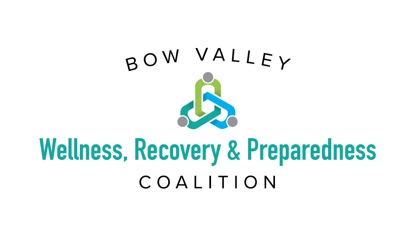 BOW VALLEY
Wellness, Recovery & Preparedness
COALITION